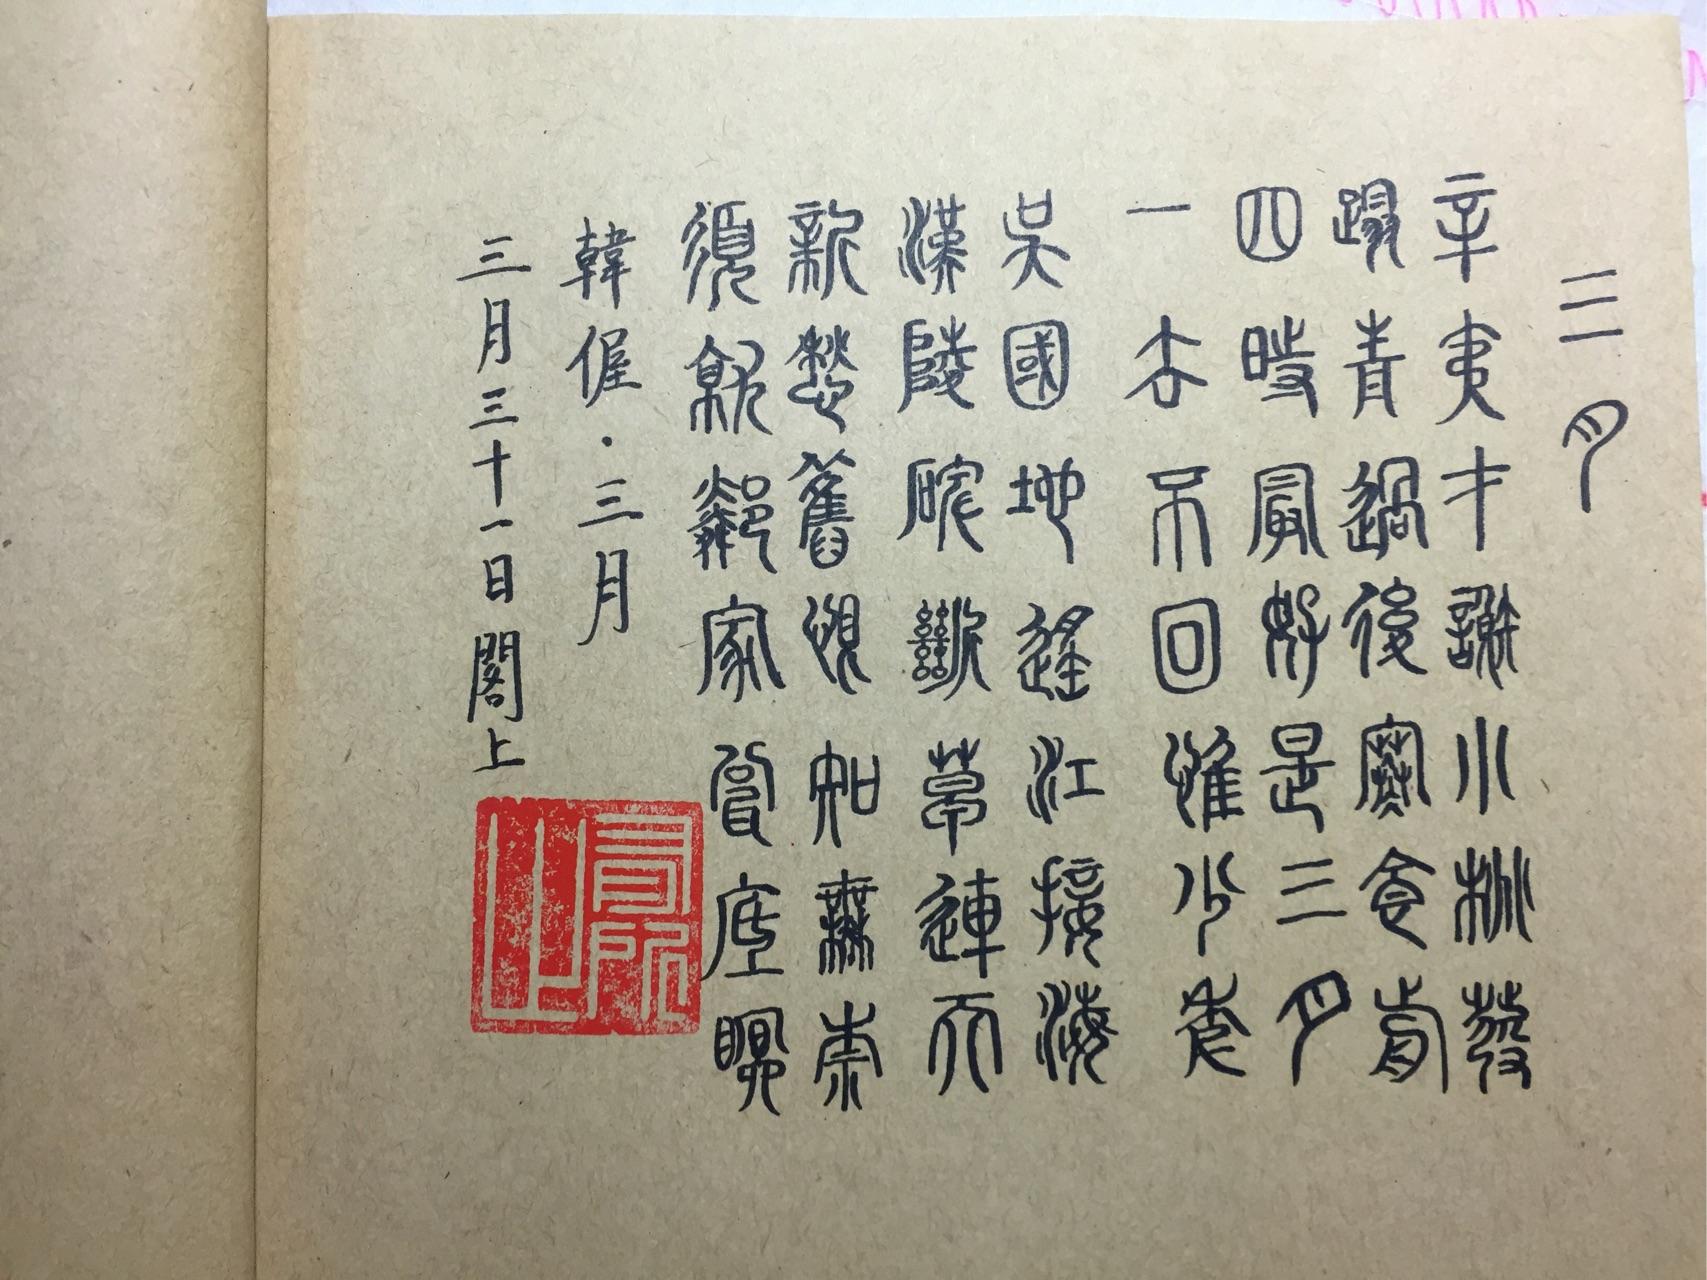 三月
辛夷才謝小桃發
蹋青過後寒食前
四時最好是三月
一去不回惟少年
吳國地遙江接海
漢陵魂斷草連天
新愁舊恨知無奈
須就鄰家甕底眠
韓偓·三月
三月三十一日閣上